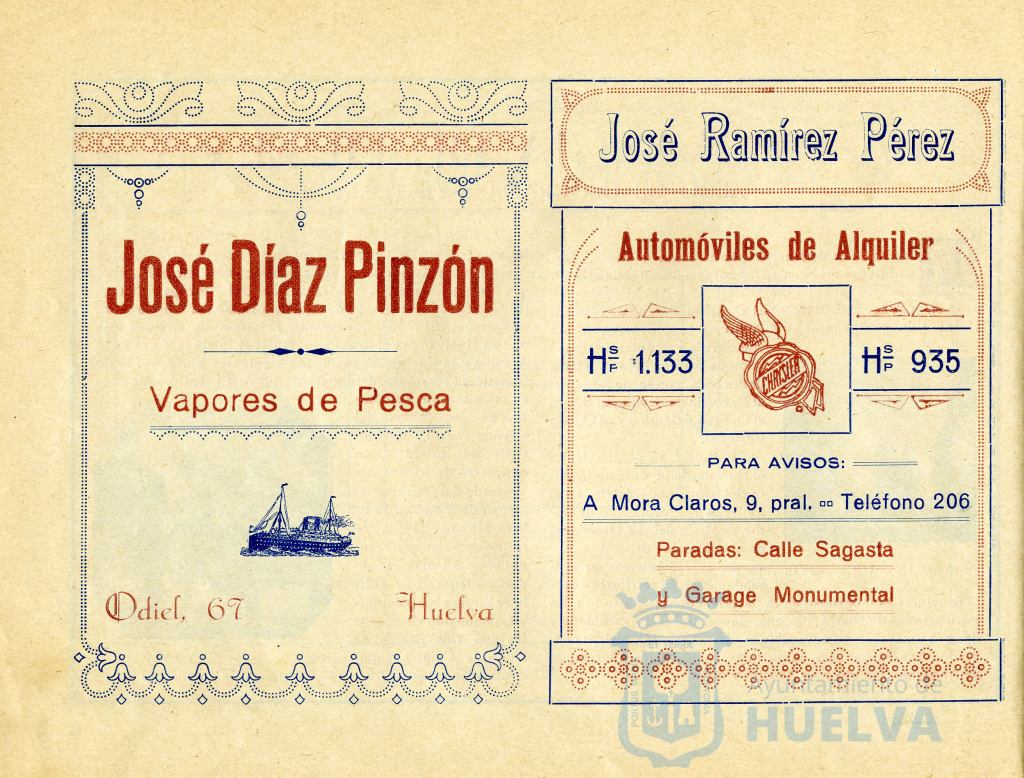 José Díaz Pinzón
Vapores de Pesca
Odiel, 67 Huelva
José Ramírez Pérez
Automóviles de Alquiler
H S/P 1.133
CHRYSLER
H S/P 935
PARA AVISOS:
A Mora Claros, 9, pral. Teléfono 206
Paradas: Calle Sagasta
y Garage Monumental
Ayuntamiento de
HUELVA